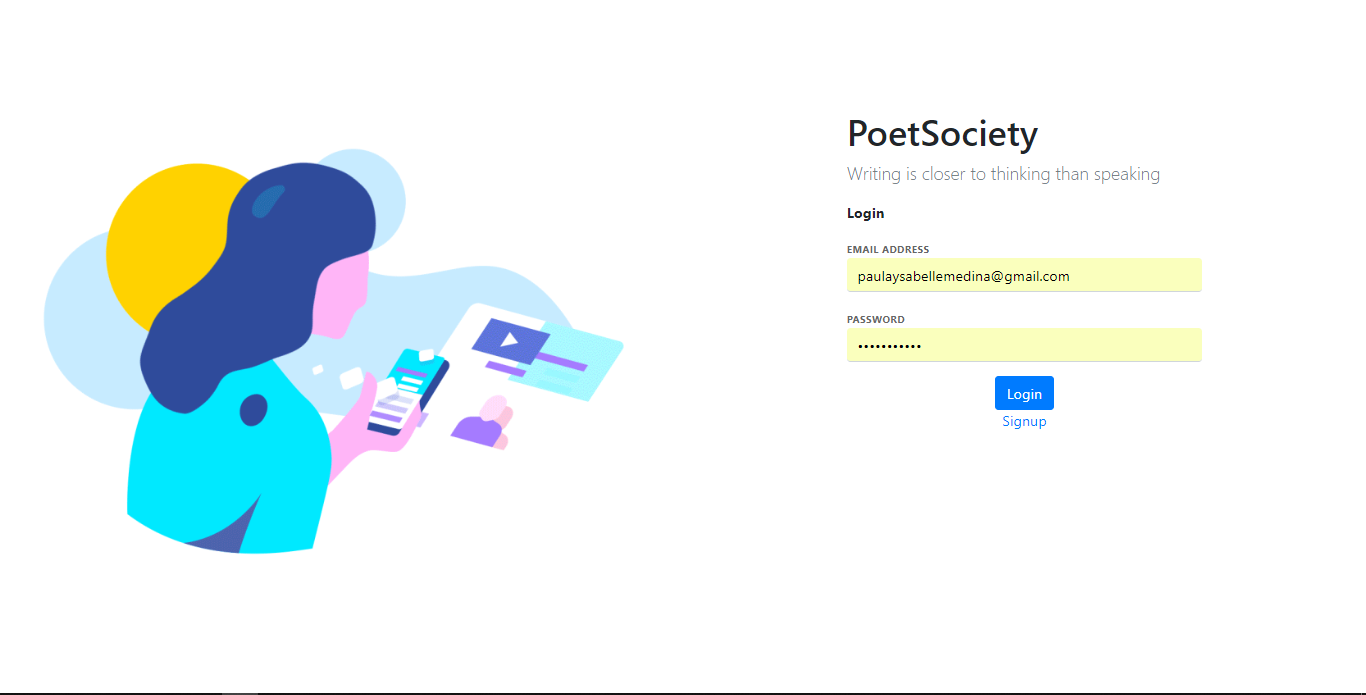 PoetSociety
Writing is closer to thinking than speaking
Login
EMAIL ADDRESS
paulaysabellemedina@gmail.com
PASSWORD
•••••••••••
Login
Signup